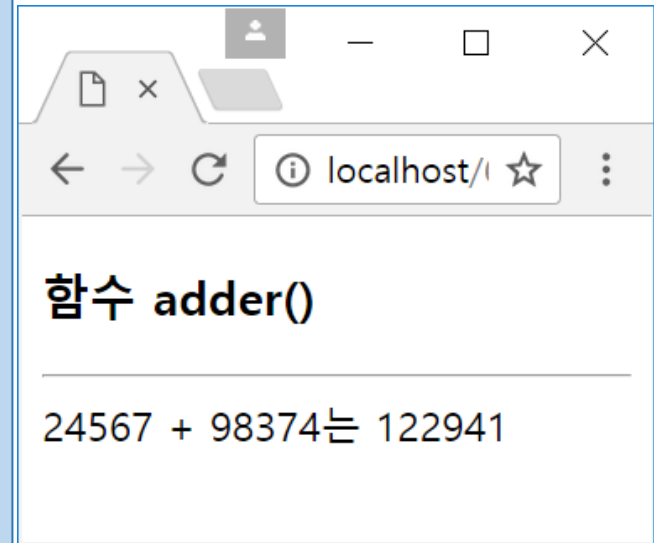 localhost/
함수 adder()
24567 + 98374는 122941